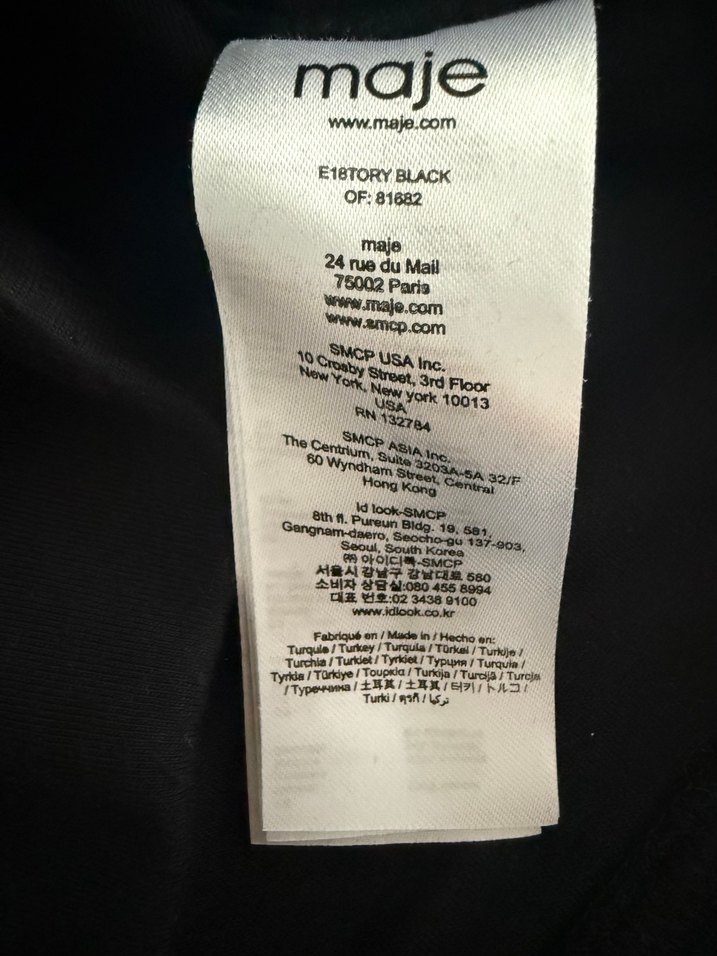 maje
www.maje.com
E18TORY BLACK
OF: 81682
maje
24 rue du Mail
75002 Paris
www.maje.com
www.smcp.com
SMCP USA Inc.
10 Crosby Street, 3rd Floor
New York, New york 10013
USA
RN 132784
SMCP ASIA Inc.
The Centrium, Suite 3203A-5A 32/F
60 Wyndham Street, Central
Hong Kong
Id look-SMCP
8th fl. Pureun Bldg. 19, 581,
Gangnam-daero, Seocho-gu 137-903,
Seoul, South Korea
㈜ 아이디룩-SMCP
서울시 강남구 강남대로 580
소비자 상담실:080 455 8994
대표 번호:02 3438 9100
www.idlook.co.kr
Fabriqué en / Made in / Hecho en:
Turquie / Turkey / Turquía / Türkei / Turkije /
Turchia / Turkiet / Tyrkiet / Турция / Turquia /
Tyrkia / Türkiye / Τουρκία / Turkija / Turcijā / Turcja
/ Туреччина / 土耳其 / 土耳其 / 터키 / トルコ /
Turki / ตุรกี / تركيا